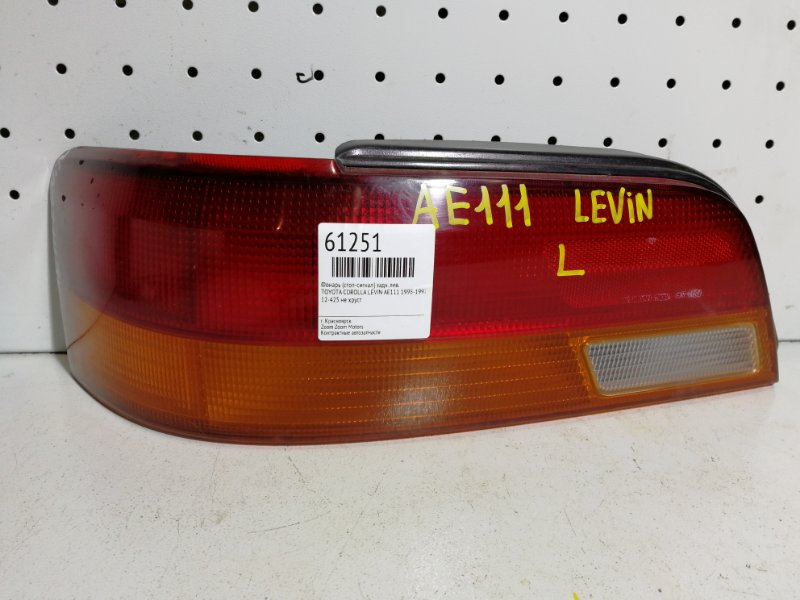 AE111 LEViN
L
61251
Фонарь (стоп-сигнал) задн. лев.
TOYOTA COROLLA LEVIN AE111 1995-1997
12-425 не хруст
г. Красноярск
Zoom Zoom Motors
Контрактные автозапчасти